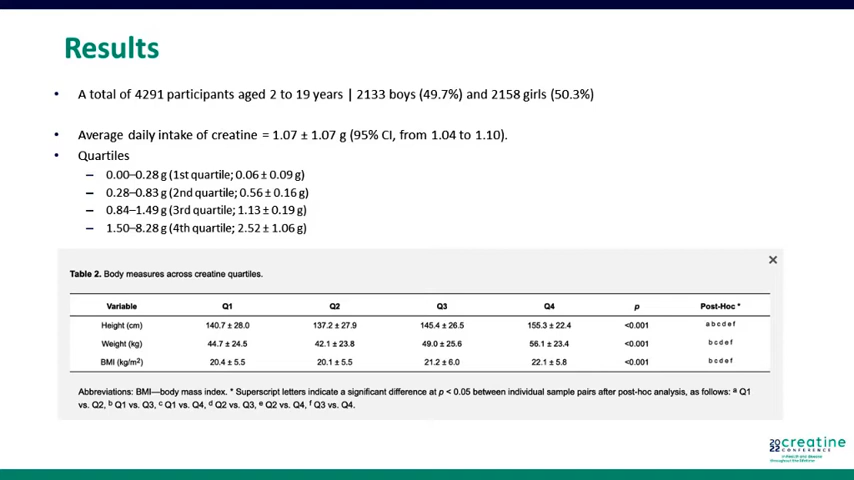 Results
• A total of 4291 participants aged 2 to 19 years | 2133 boys (49.7%) and 2158 girls (50.3%)
• Average daily intake of creatine = 1.07 ± 1.07 g (95% CI, from 1.04 to 1.10).
• Quartiles
– 0.00–0.28 g (1st quartile; 0.06 ± 0.09 g)
– 0.28–0.83 g (2nd quartile; 0.56 ± 0.16 g)
– 0.84–1.49 g (3rd quartile; 1.13 ± 0.19 g)
– 1.50–8.28 g (4th quartile; 2.52 ± 1.06 g)
Table 2. Body measures across creatine quartiles.
Variable Q1 Q2 Q3 Q4 p Post-Hoc *
Height (cm) 140.7 ± 28.0 137.2 ± 27.9 145.4 ± 26.5 155.3 ± 22.4 <0.001 a b c d e f
Weight (kg) 44.7 ± 24.5 42.1 ± 23.8 49.0 ± 25.6 56.1 ± 23.4 <0.001 b c d e f
BMI (kg/m²) 20.4 ± 5.5 20.1 ± 5.5 21.2 ± 6.0 22.1 ± 5.8 <0.001 b c d e f
Abbreviations: BMI—body mass index. * Superscript letters indicate a significant difference at p < 0.05 between individual sample pairs after post-hoc analysis, as follows: a Q1
vs. Q2, b Q1 vs. Q3, c Q1 vs. Q4, d Q2 vs. Q3, e Q2 vs. Q4, f Q3 vs. Q4.
2022 creatine
CONFERENCE
in health and disease
throughout the lifespan